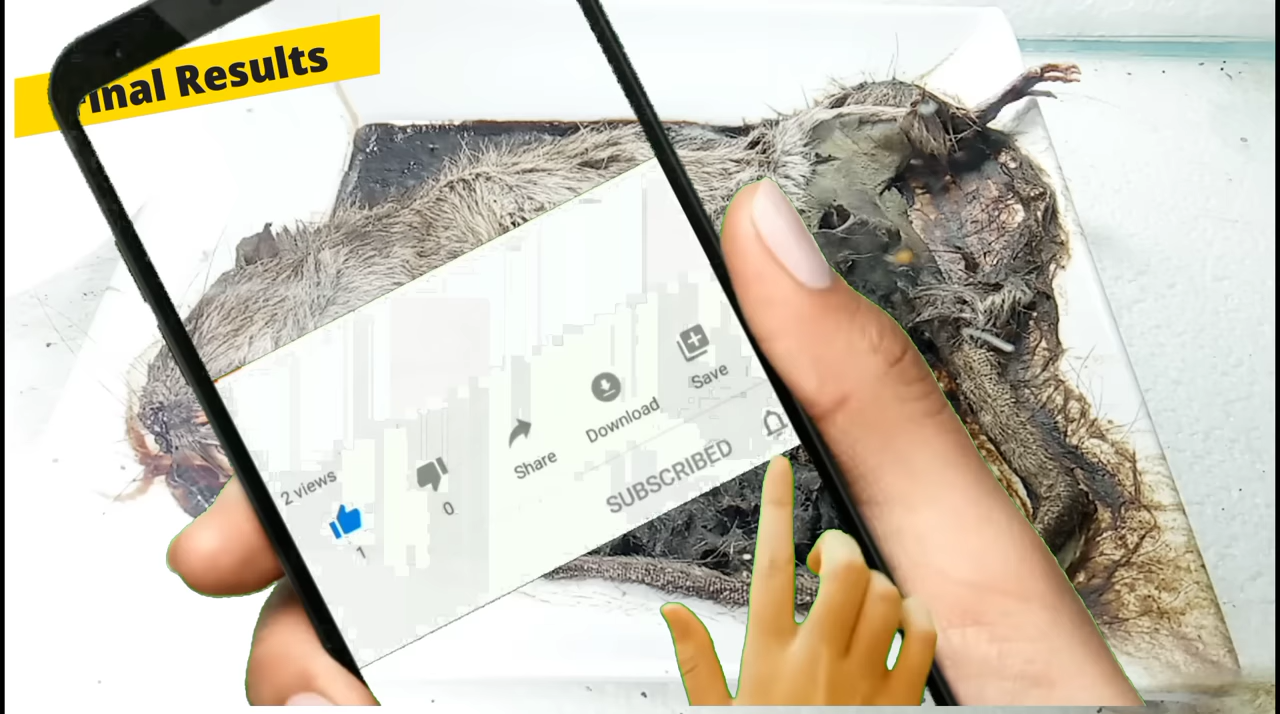 Final Results
2 views
1
0
Share
Download
Save
SUBSCRIBED